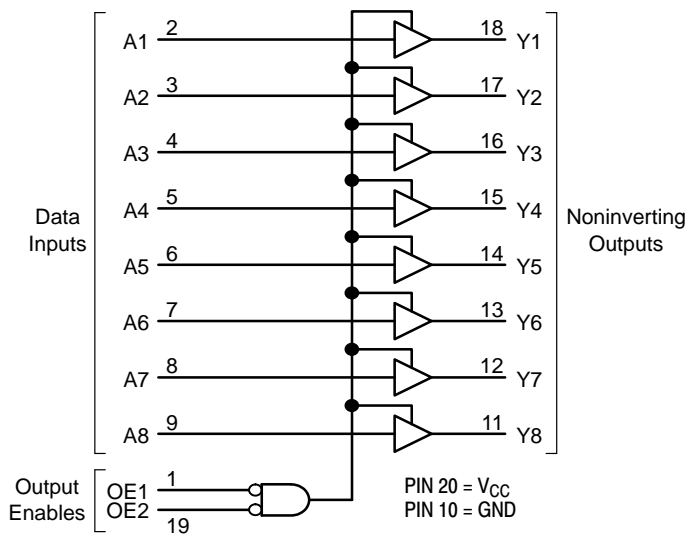 A1 2 18 Y1
A2 3 17 Y2
A3 4 16 Y3
A4 5 15 Y4
Data
Inputs
Noninverting
Outputs
A5 6 14 Y5
A6 7 13 Y6
A7 8 12 Y7
A8 9 11 Y8
Output
Enables
OE1 1
OE2 19
PIN 20 = VCC
PIN 10 = GND